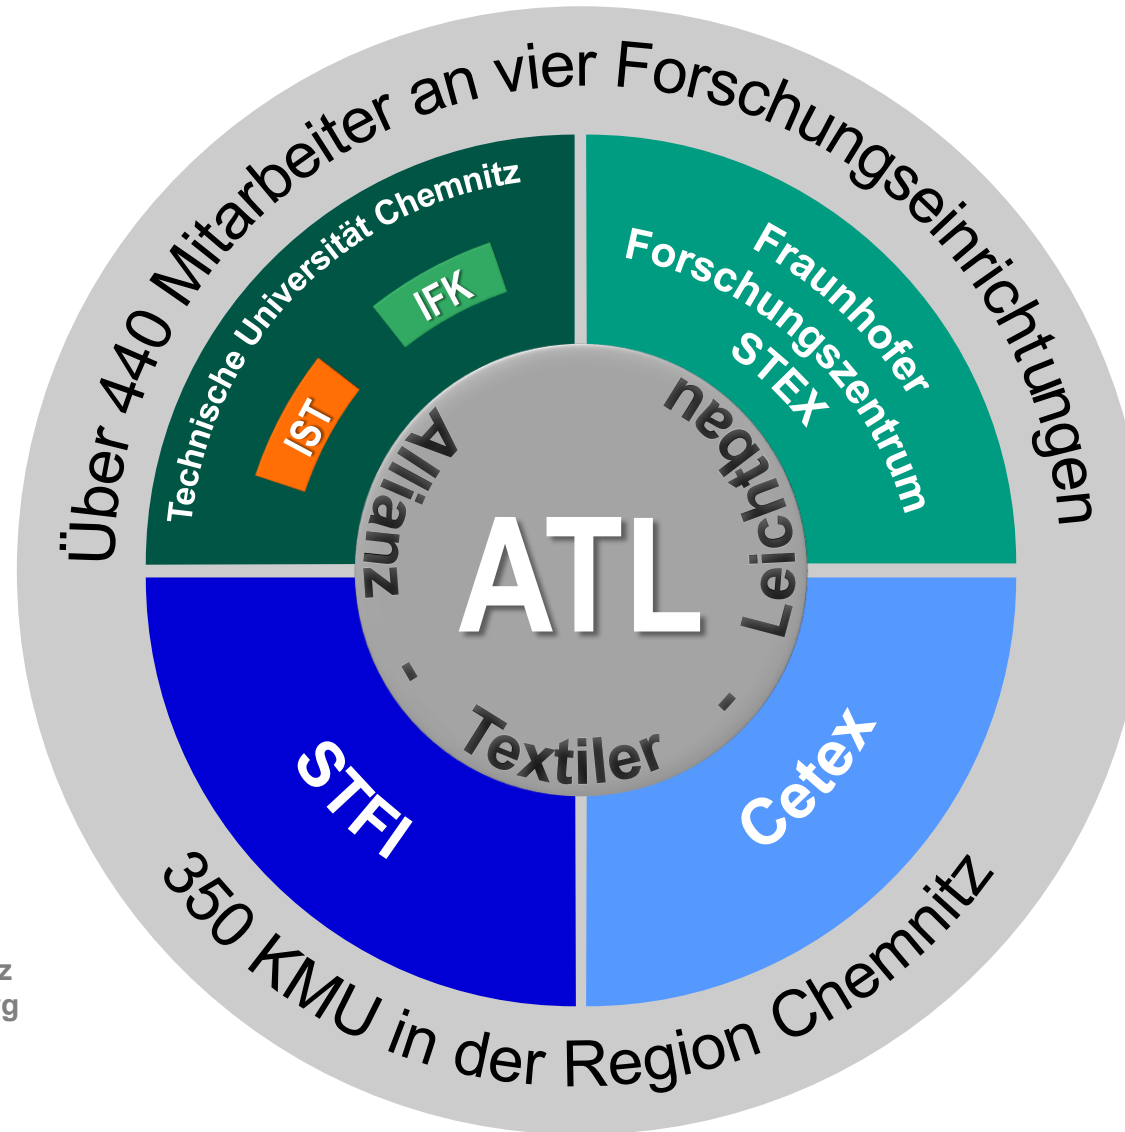 Über 440 Mitarbeiter an vier Forschungseinrichtungen
Technische Universität Chemnitz
IFK
IST
Fraunhofer
Forschungszentrum
STEX
Allianz - Textiler - Leichtbau
ATL
STFI
Cetex
350 KMU in der Region Chemnitz